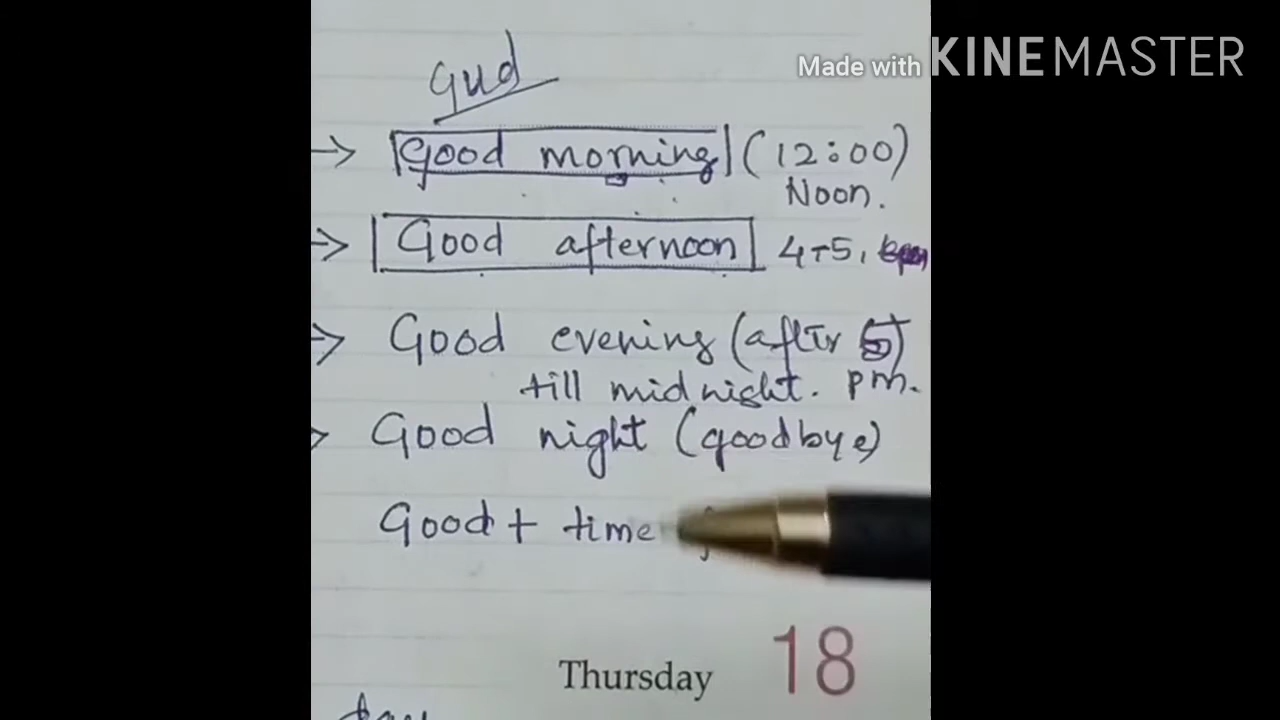 Made with KINEMASTER
Gud
→ Good morning (12:00)
Noon.
→ Good afternoon 4-5,
→ Good evening (after 5)
till midnight. pm.
Good night (goodbye)
Good + time
Thursday 18
day